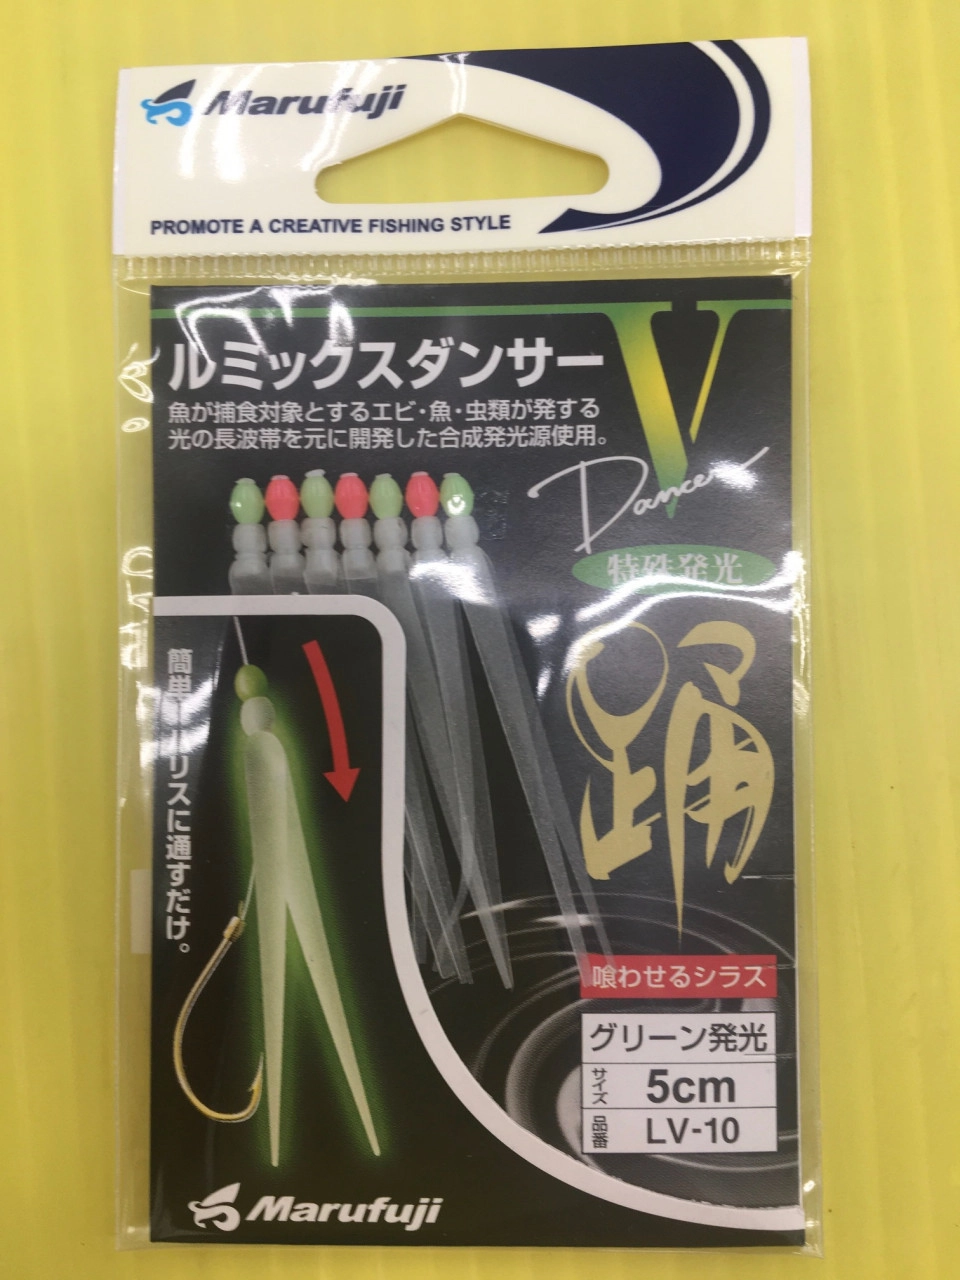 Marufuji
PROMOTE A CREATIVE FISHING STYLE
ルミックスダンサー
V
魚が捕食対象とするエビ・魚・虫類が発する
光の長波帯を元に開発した合成発光源使用。
Dancer
特殊発光
踊
簡単ーリスに通すだけ。
喰わせるシラス
グリーン発光
サイズ 5cm
品番 LV-10
Marufuji